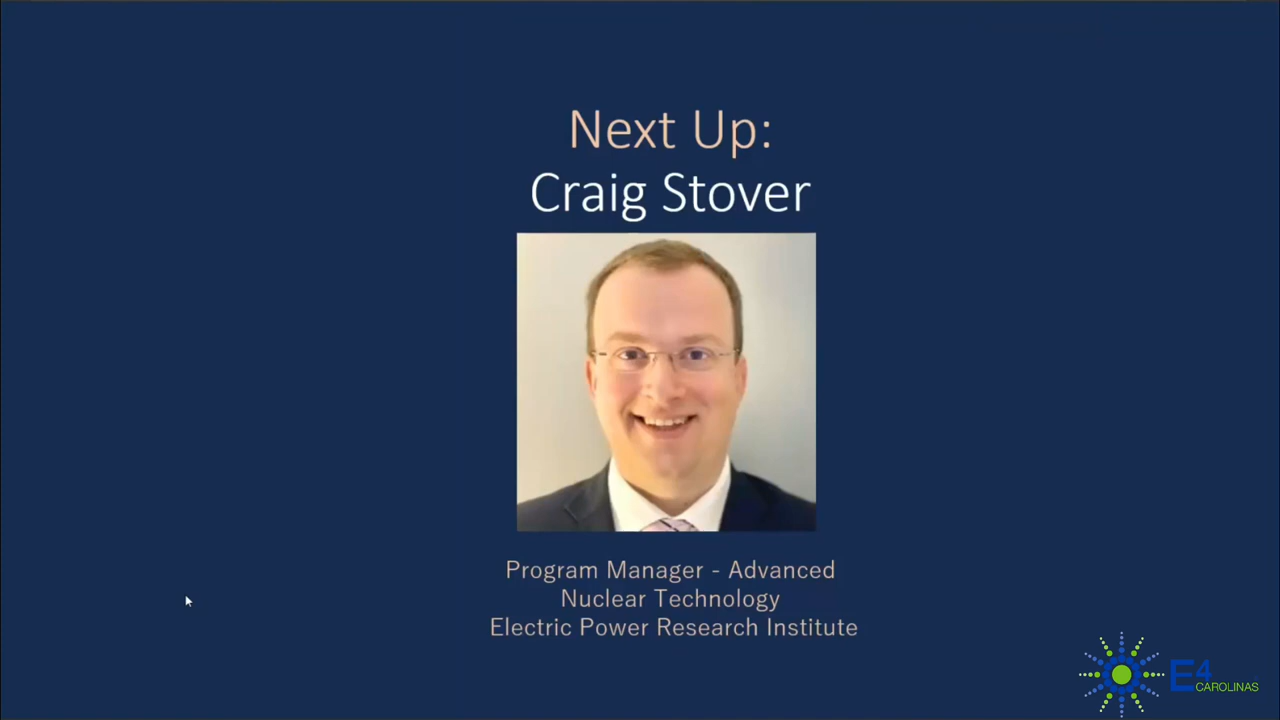 Next Up:
Craig Stover
Program Manager - Advanced
Nuclear Technology
Electric Power Research Institute
E4
CAROLINAS